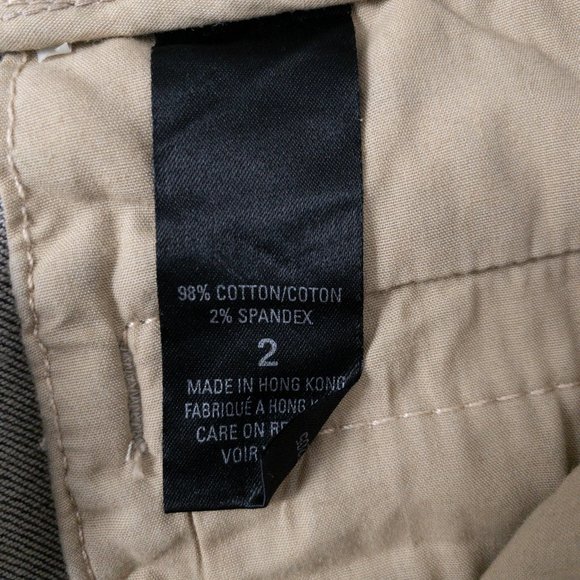 98% COTTON/COTON
2% SPANDEX
2
MADE IN HONG KONG
FABRIQUÉ A HONG
CARE ON
VOIR